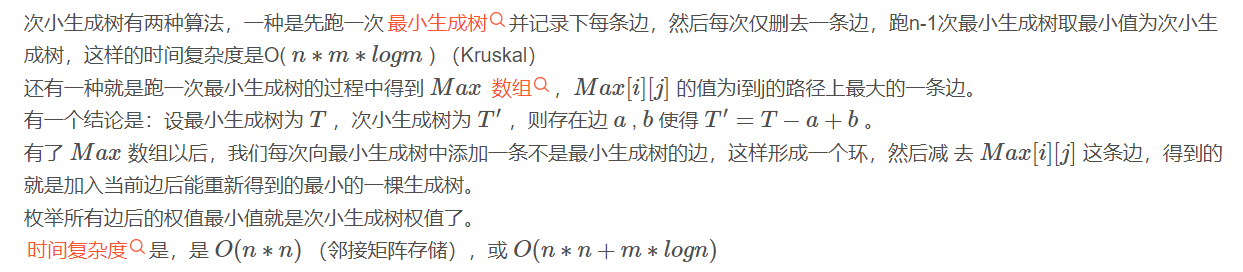 次小生成树有两种算法，一种是先跑一次 最小生成树 并记录下每条边，然后每次仅删去一条边，跑n-1次最小生成树取最小值为次小生
成树，这样的时间复杂度是O( n ∗ m ∗ logm ) （Kruskal）
还有一种就是跑一次最小生成树的过程中得到 Max 数组 ，Max[i][j] 的值为i到j的路径上最大的一条边。
有一个结论是：设最小生成树为 T ，次小生成树为 T′ ，则存在边 a , b 使得 T′ = T − a + b 。
有了 Max 数组以后，我们每次向最小生成树中添加一条不是最小生成树的边，这样形成一个环，然后减 去 Max[i][j] 这条边，得到的
就是加入当前边后能重新得到的最小的一棵生成树。
枚举所有边后的权值最小值就是次小生成树权值了。
时间复杂度 是，是 O(n ∗ n) （邻接矩阵存储），或 O(n ∗ n + m ∗ logn)